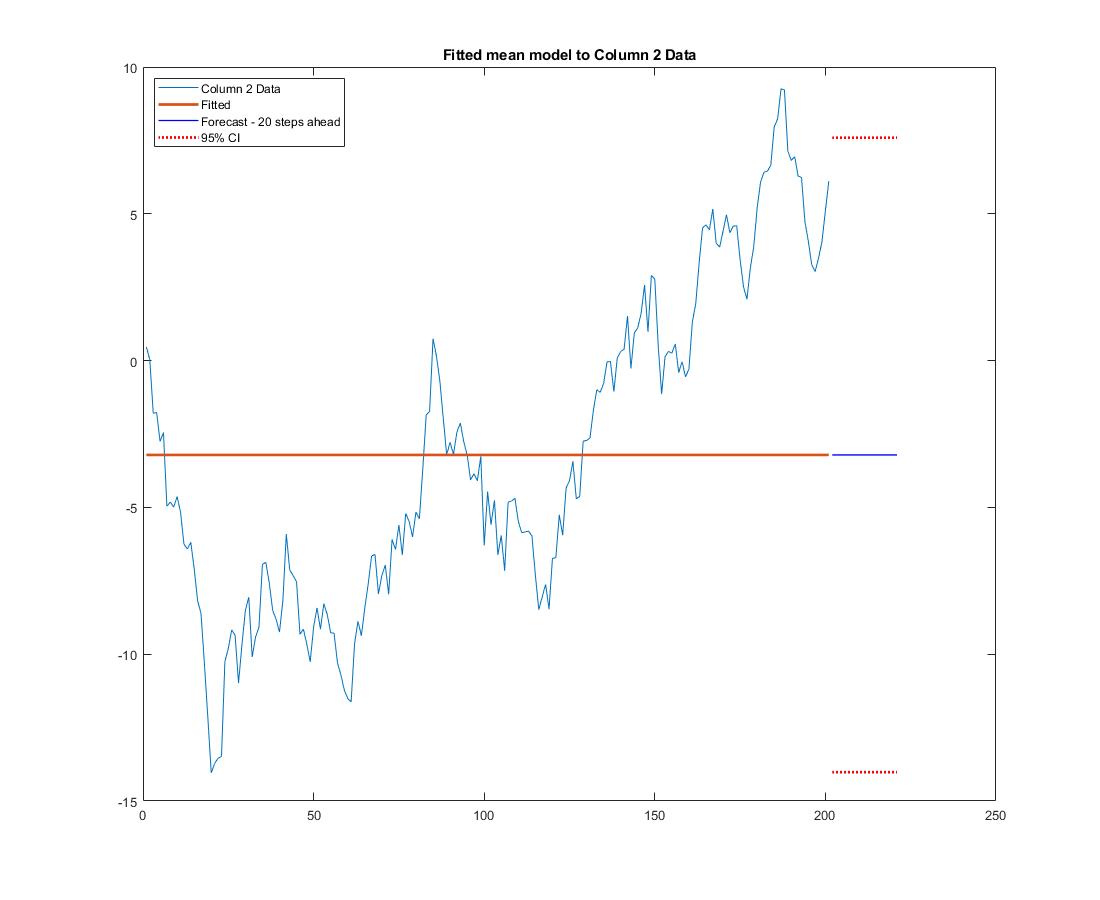 Fitted mean model to Column 2 Data
10
Column 2 Data
Fitted
Forecast - 20 steps ahead
95% CI
5
0
-5
-10
-15
0 50 100 150 200 250